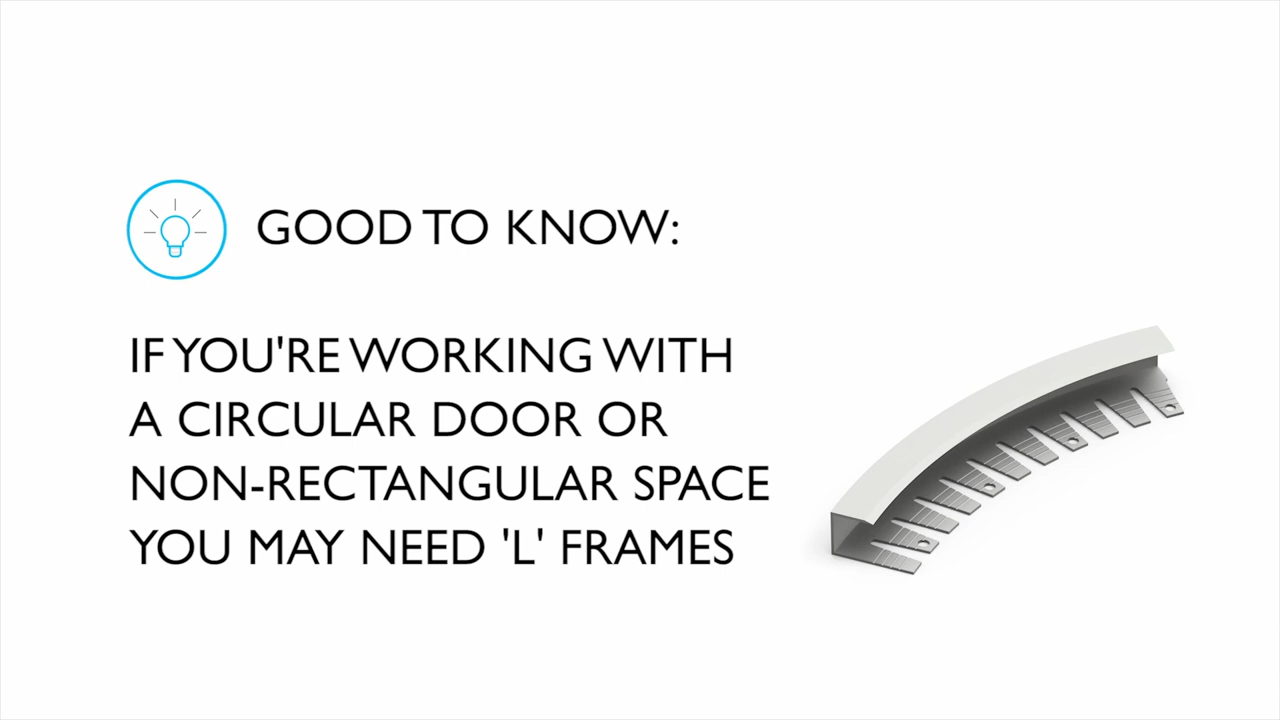 GOOD TO KNOW:
IF YOU'RE WORKING WITH
A CIRCULAR DOOR OR
NON-RECTANGULAR SPACE
YOU MAY NEED 'L' FRAMES